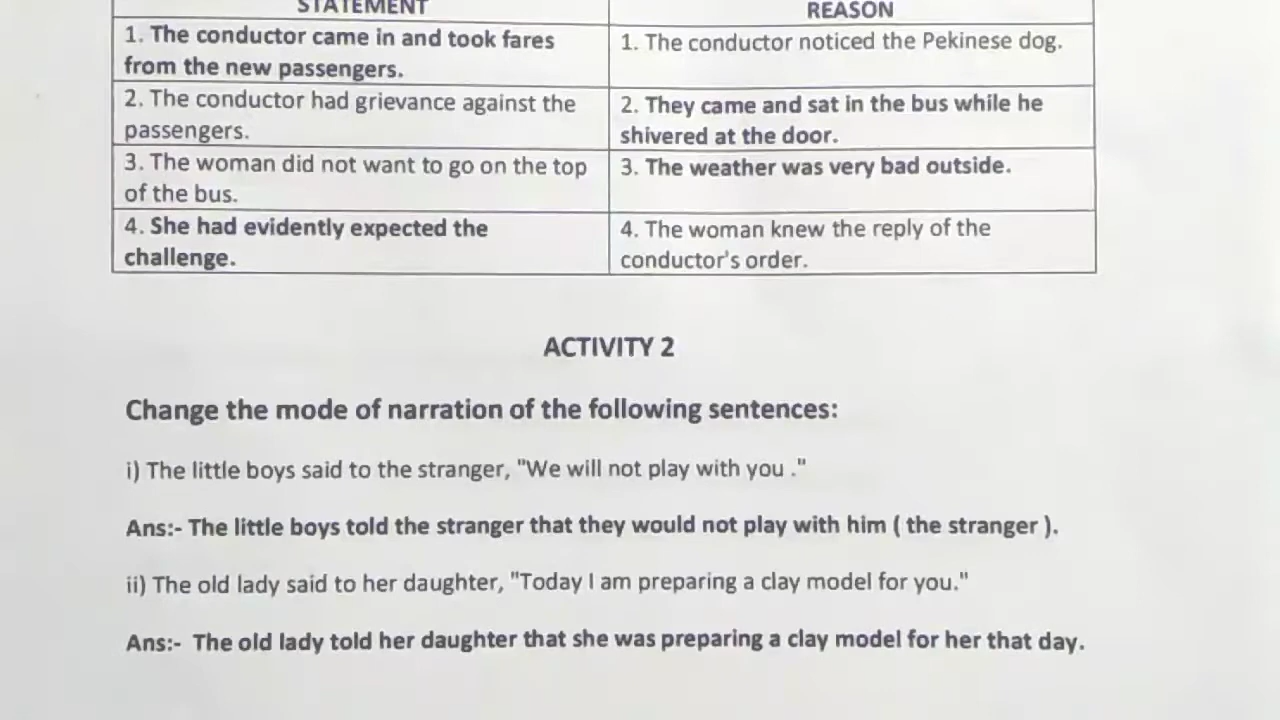 STATEMENT
REASON
1. The conductor came in and took fares
from the new passengers.
1. The conductor noticed the Pekinese dog.
2. The conductor had grievance against the
passengers.
2. They came and sat in the bus while he
shivered at the door.
3. The woman did not want to go on the top
of the bus.
3. The weather was very bad outside.
4. She had evidently expected the
challenge.
4. The woman knew the reply of the
conductor's order.
ACTIVITY 2
Change the mode of narration of the following sentences:
i) The little boys said to the stranger, "We will not play with you ."
Ans:- The little boys told the stranger that they would not play with him ( the stranger ).
ii) The old lady said to her daughter, "Today I am preparing a clay model for you."
Ans:- The old lady told her daughter that she was preparing a clay model for her that day.